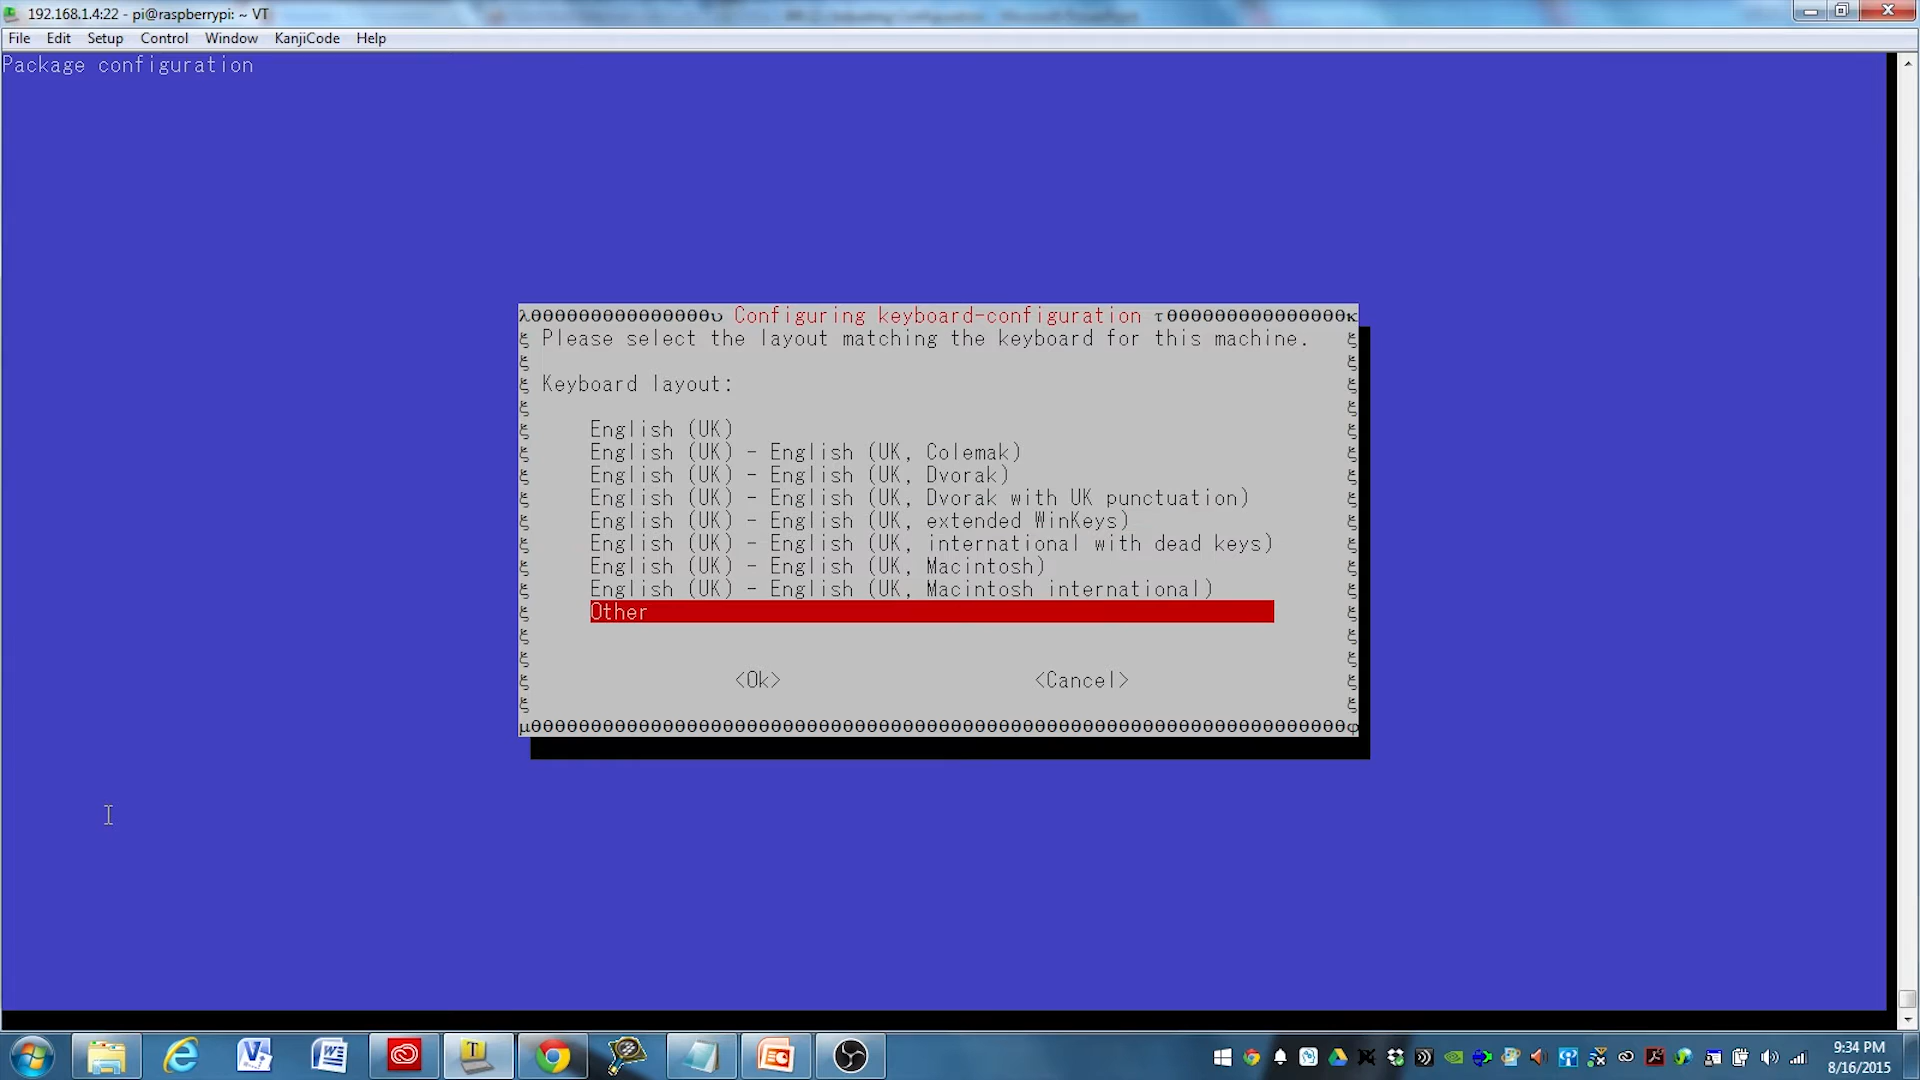 192.168.1.4:22 - pi@raspberrypi: ~ VT
File Edit Setup Control Window KanjiCode Help
Package configuration
Configuring keyboard-configuration
Please select the layout matching the keyboard for this machine.
Keyboard layout:
English (UK)
English (UK) - English (UK, Colemak)
English (UK) - English (UK, Dvorak)
English (UK) - English (UK, Dvorak with UK punctuation)
English (UK) - English (UK, extended WinKeys)
English (UK) - English (UK, international with dead keys)
English (UK) - English (UK, Macintosh)
English (UK) - English (UK, Macintosh international)
Other
<Ok> <Cancel>
9:34 PM
8/16/2015